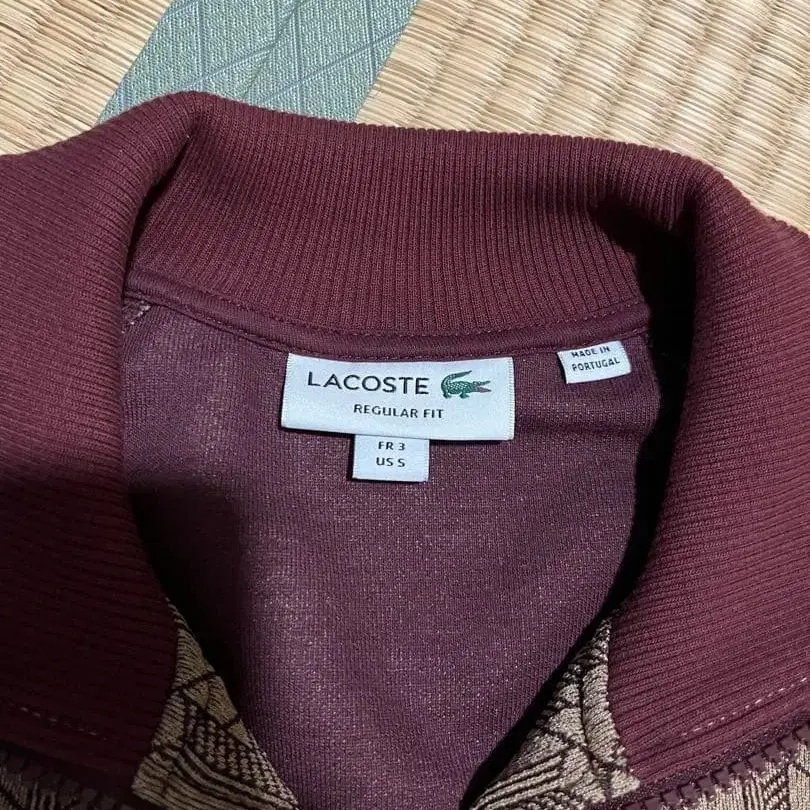 LACOSTE
REGULAR FIT
FR 3
US S
MADE IN
PORTUGAL